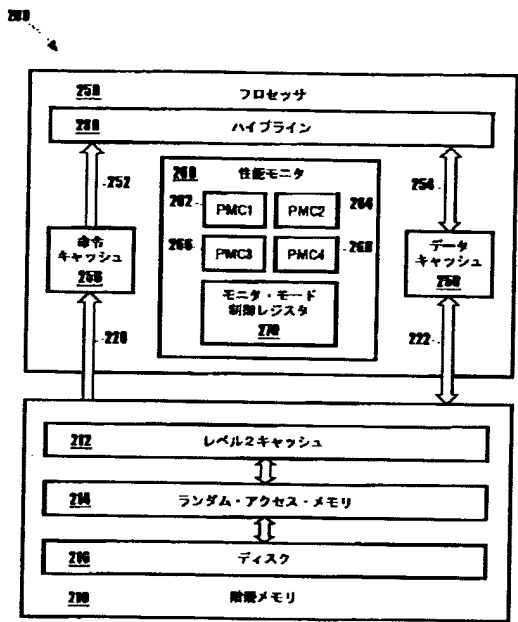 200
250 プロセッサ
280 パイプライン
252
254
260 性能モニタ
262 PMC1 PMC2 264
266 PMC3 PMC4 268
命令
キャッシュ
256
データ
キャッシュ
258
モニタ・モード
制御レジスタ
270
220
222
212 レベル2キャッシュ
214 ランダム・アクセス・メモリ
216 ディスク
210 階層メモリ